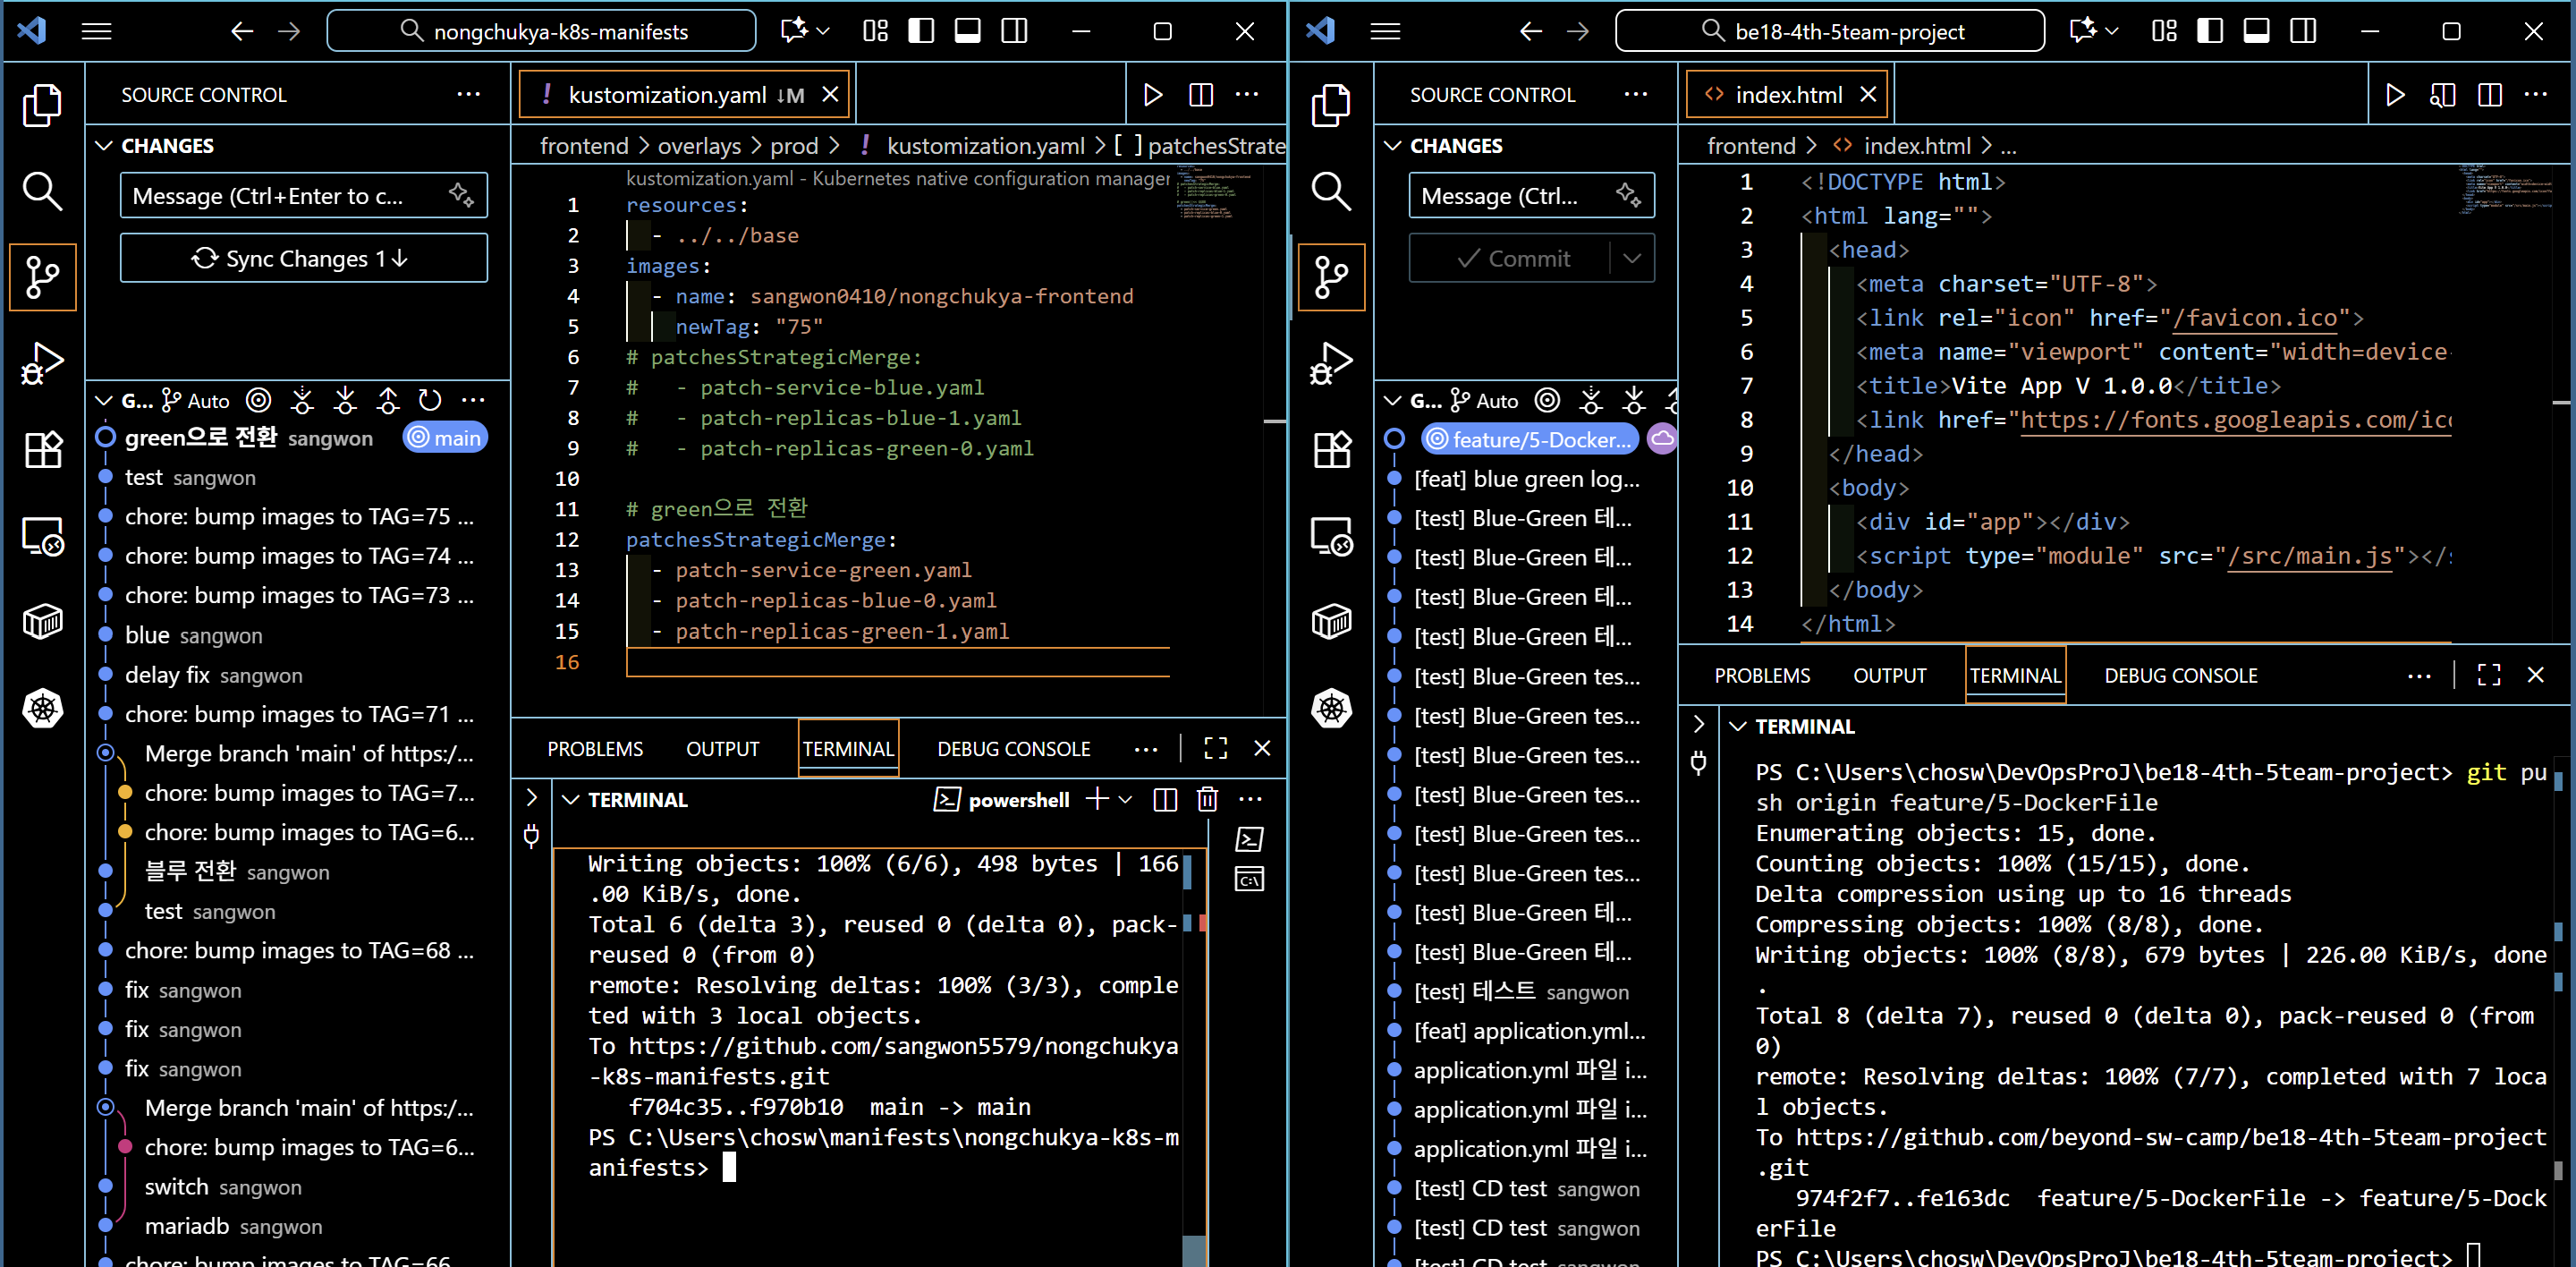 nongchukya-k8s-manifests
SOURCE CONTROL
CHANGES
Message (Ctrl+Enter to c...
Sync Changes 1↓
G... Auto
green으로 전환 sangwon main
test sangwon
chore: bump images to TAG=75 ...
chore: bump images to TAG=74 ...
chore: bump images to TAG=73 ...
blue sangwon
delay fix sangwon
chore: bump images to TAG=71 ...
Merge branch 'main' of https:/...
chore: bump images to TAG=7...
chore: bump images to TAG=6...
블루 전환 sangwon
test sangwon
chore: bump images to TAG=68 ...
fix sangwon
fix sangwon
fix sangwon
Merge branch 'main' of https:/...
chore: bump images to TAG=6...
switch sangwon
mariadb sangwon
chore: bump images to TAG=66 ...
! kustomization.yaml ↓M
frontend > overlays > prod > ! kustomization.yaml > [ ] patchesStrate
kustomization.yaml - Kubernetes native configuration manager
1 resources:
2   - ../../base
3 images:
4   - name: sangwon0410/nongchukya-frontend
5     newTag: "75"
6 # patchesStrategicMerge:
7 #   - patch-service-blue.yaml
8 #   - patch-replicas-blue-1.yaml
9 #   - patch-replicas-green-0.yaml
10
11 # green으로 전환
12 patchesStrategicMerge:
13   - patch-service-green.yaml
14   - patch-replicas-blue-0.yaml
15   - patch-replicas-green-1.yaml
16
PROBLEMS OUTPUT TERMINAL DEBUG CONSOLE
TERMINAL
powershell
Writing objects: 100% (6/6), 498 bytes | 166
.00 KiB/s, done.
Total 6 (delta 3), reused 0 (delta 0), pack-
reused 0 (from 0)
remote: Resolving deltas: 100% (3/3), comple
ted with 3 local objects.
To https://github.com/sangwon5579/nongchukya
-k8s-manifests.git
   f704c35..f970b10  main -> main
PS C:\Users\chosw\manifests\nongchukya-k8s-m
anifests>
be18-4th-5team-project
SOURCE CONTROL
CHANGES
Message (Ctrl...
Commit
G... Auto
feature/5-Docker...
[feat] blue green log...
[test] Blue-Green 테...
[test] Blue-Green 테...
[test] Blue-Green 테...
[test] Blue-Green 테...
[test] Blue-Green tes...
[test] Blue-Green tes...
[test] Blue-Green tes...
[test] Blue-Green tes...
[test] Blue-Green tes...
[test] Blue-Green tes...
[test] Blue-Green 테...
[test] Blue-Green 테...
[test] 테스트 sangwon
[feat] application.yml...
application.yml 파일 i...
application.yml 파일 i...
application.yml 파일 i...
[test] CD test sangwon
[test] CD test sangwon
[test] CD test sangwon
<> index.html
frontend > <> index.html > ...
1 <!DOCTYPE html>
2 <html lang="">
3   <head>
4     <meta charset="UTF-8">
5     <link rel="icon" href="/favicon.ico">
6     <meta name="viewport" content="width=device-
7     <title>Vite App V 1.0.0</title>
8     <link href="https://fonts.googleapis.com/ico
9   </head>
10   <body>
11     <div id="app"></div>
12     <script type="module" src="/src/main.js"></s
13   </body>
14 </html>
PROBLEMS OUTPUT TERMINAL DEBUG CONSOLE
TERMINAL
PS C:\Users\chosw\DevOpsProJ\be18-4th-5team-project> git pu
sh origin feature/5-DockerFile
Enumerating objects: 15, done.
Counting objects: 100% (15/15), done.
Delta compression using up to 16 threads
Compressing objects: 100% (8/8), done.
Writing objects: 100% (8/8), 679 bytes | 226.00 KiB/s, done
.
Total 8 (delta 7), reused 0 (delta 0), pack-reused 0 (from
0)
remote: Resolving deltas: 100% (7/7), completed with 7 loca
l objects.
To https://github.com/beyond-sw-camp/be18-4th-5team-project
.git
   974f2f7..fe163dc  feature/5-DockerFile -> feature/5-Dock
erFile
PS C:\Users\chosw\DevOpsProJ\be18-4th-5team-project>